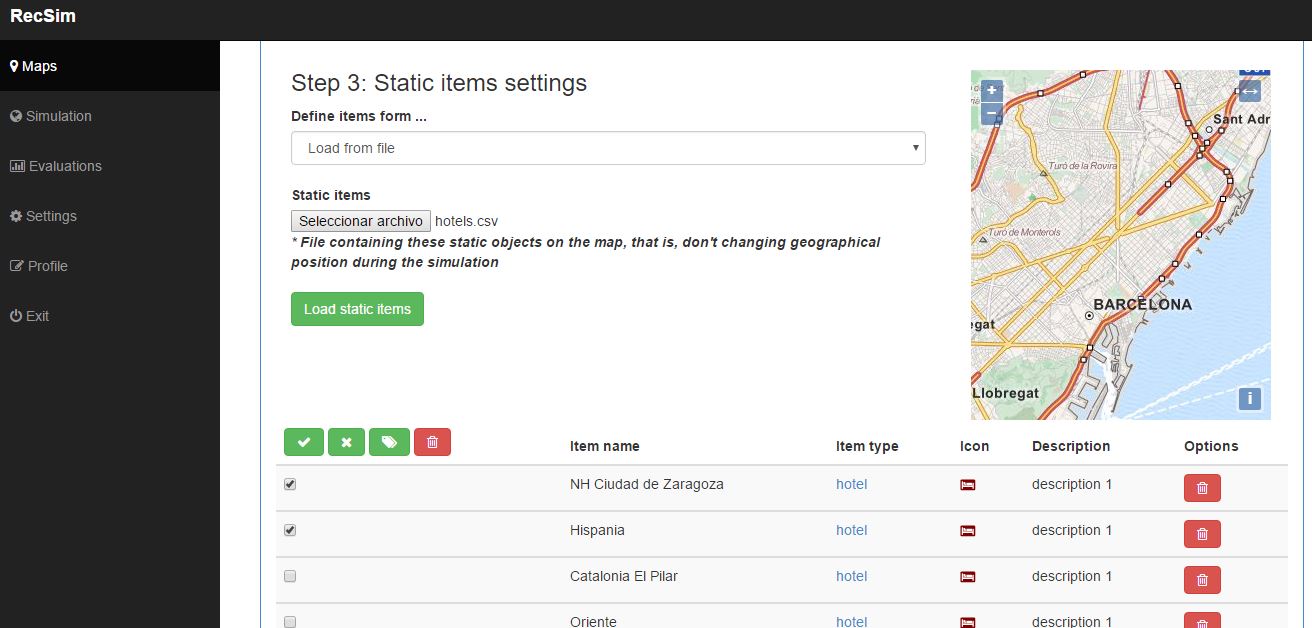 RecSim
Maps
Simulation
Evaluations
Settings
Profile
Exit
Step 3: Static items settings
Define items form ...
Load from file
Static items
Seleccionar archivo hotels.csv
* File containing these static objects on the map, that is, don't changing geographical
position during the simulation
Load static items
+
−
Sant Adr
Turó de la Rovira
Turó de Monterols
BARCELONA
egat
Llobregat
i
Item name Item type Icon Description Options
NH Ciudad de Zaragoza hotel description 1
Hispania hotel description 1
Catalonia El Pilar hotel description 1
Oriente hotel description 1